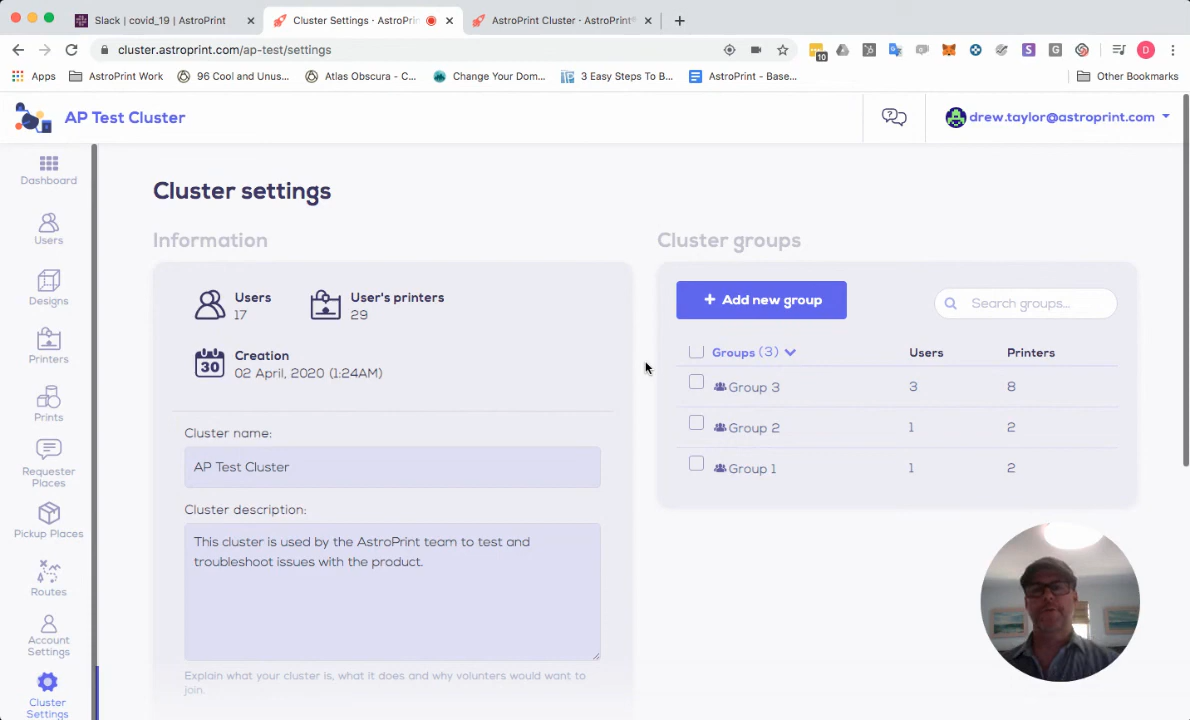 Slack | covid_19 | AstroPrint
Cluster Settings · AstroPrin
AstroPrint Cluster · AstroPrint®
cluster.astroprint.com/ap-test/settings
10
G
S
D
Apps
AstroPrint Work
96 Cool and Unus...
Atlas Obscura - C...
Change Your Dom...
3 Easy Steps To B...
AstroPrint - Base...
Other Bookmarks
AP Test Cluster
drew.taylor@astroprint.com
Dashboard
Users
Designs
Printers
Prints
Requester
Places
Pickup Places
Routes
Account
Settings
Cluster
Settings
Cluster settings
Information
Users
17
User's printers
29
30
Creation
02 April, 2020 (1:24AM)
Cluster name:
AP Test Cluster
Cluster description:
This cluster is used by the AstroPrint team to test and
troubleshoot issues with the product.
Explain what your cluster is, what it does and why volunters would want to
join.
Cluster groups
+ Add new group
Search groups...
Groups (3) Users Printers
Group 3 3 8
Group 2 1 2
Group 1 1 2